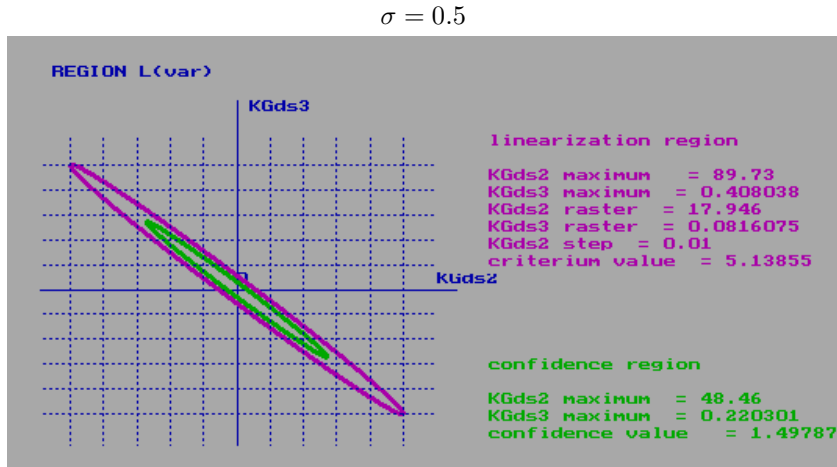 σ = 0.5
REGION L(var)
KGds3
KGds2
linearization region
KGds2 maximum = 89.73
KGds3 maximum = 0.408038
KGds2 raster = 17.946
KGds3 raster = 0.0816075
KGds2 step = 0.01
criterium value = 5.13855
confidence region
KGds2 maximum = 48.46
KGds3 maximum = 0.220301
confidence value = 1.49787